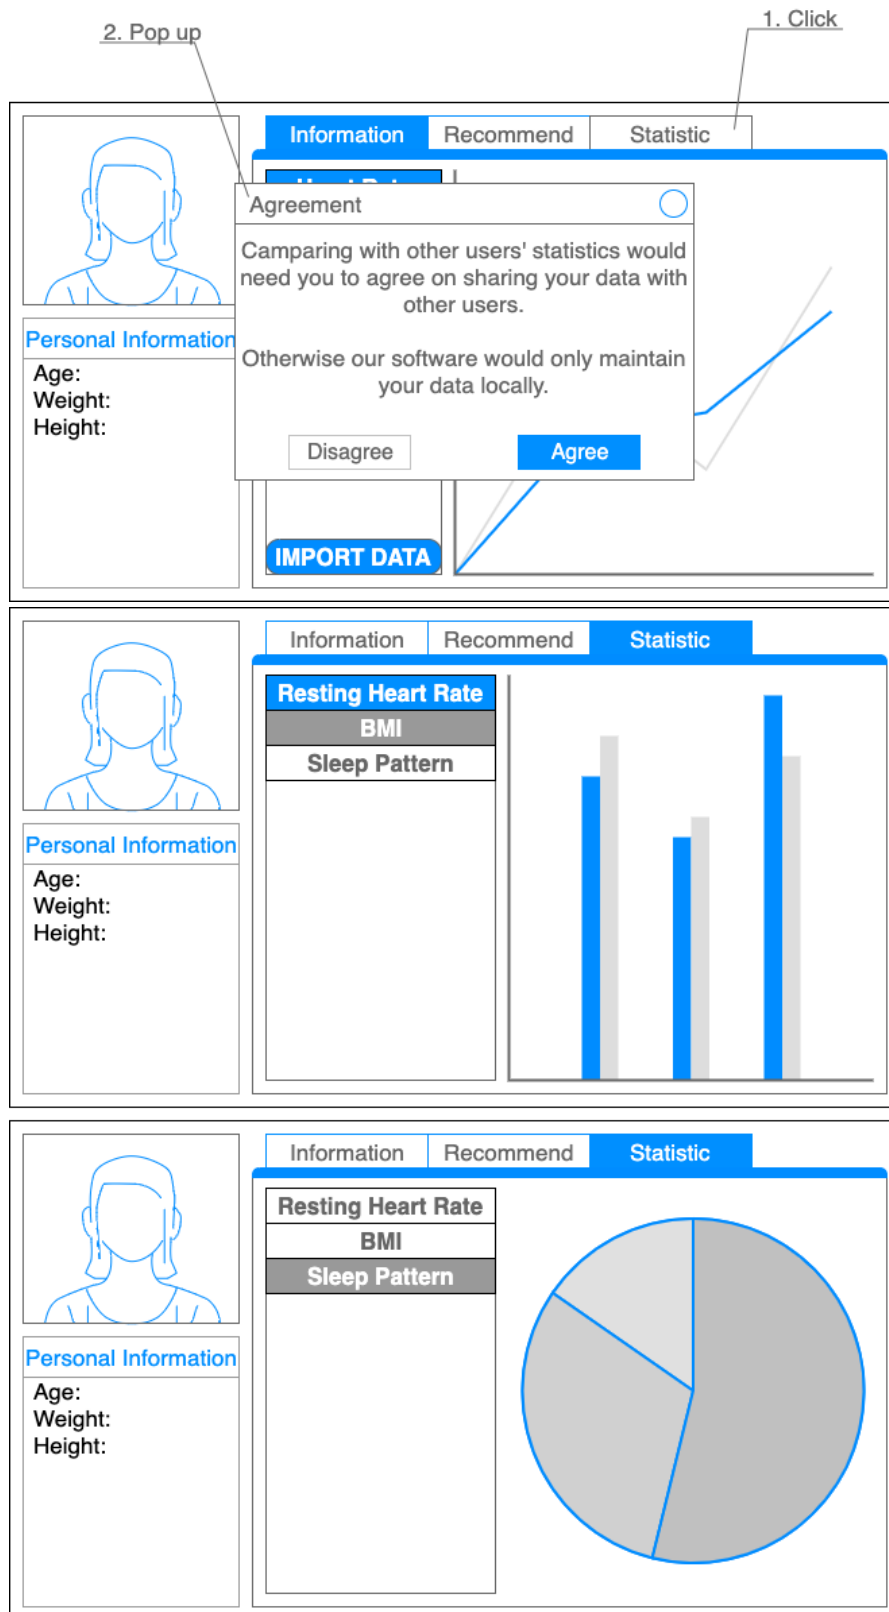 2. Pop up
1. Click
Information
Recommend
Statistic
Heart Rate
Agreement
Camparing with other users' statistics would
need you to agree on sharing your data with
other users.
Otherwise our software would only maintain
your data locally.
Disagree
Agree
Personal Information
Age:
Weight:
Height:
IMPORT DATA
Information
Recommend
Statistic
Resting Heart Rate
BMI
Sleep Pattern
Personal Information
Age:
Weight:
Height:
Information
Recommend
Statistic
Resting Heart Rate
BMI
Sleep Pattern
Personal Information
Age:
Weight:
Height: